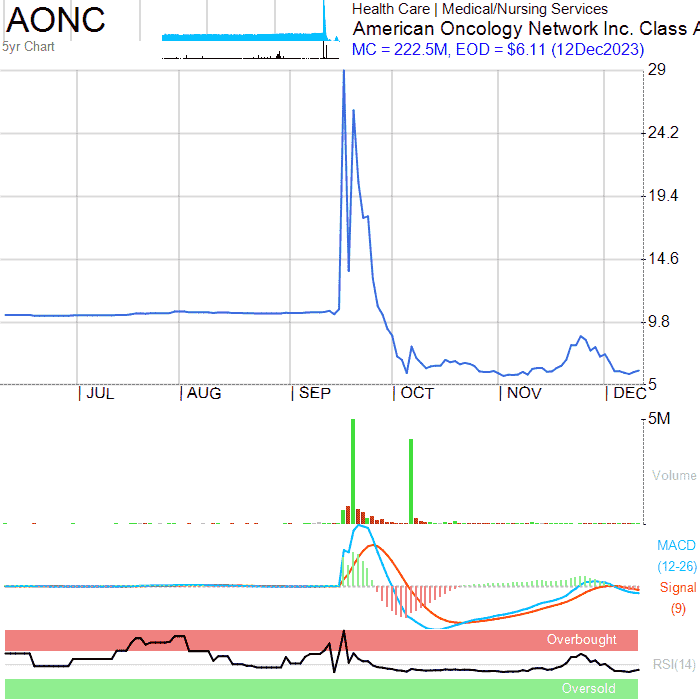 AONC
5yr Chart
Health Care | Medical/Nursing Services
American Oncology Network Inc. Class A
MC = 222.5M, EOD = $6.11 (12Dec2023)
29
24.2
19.4
14.6
9.8
5
| JUL | AUG | SEP | OCT | NOV | DEC
5M
Volume
MACD
(12-26)
Signal
(9)
Overbought
RSI(14)
Oversold